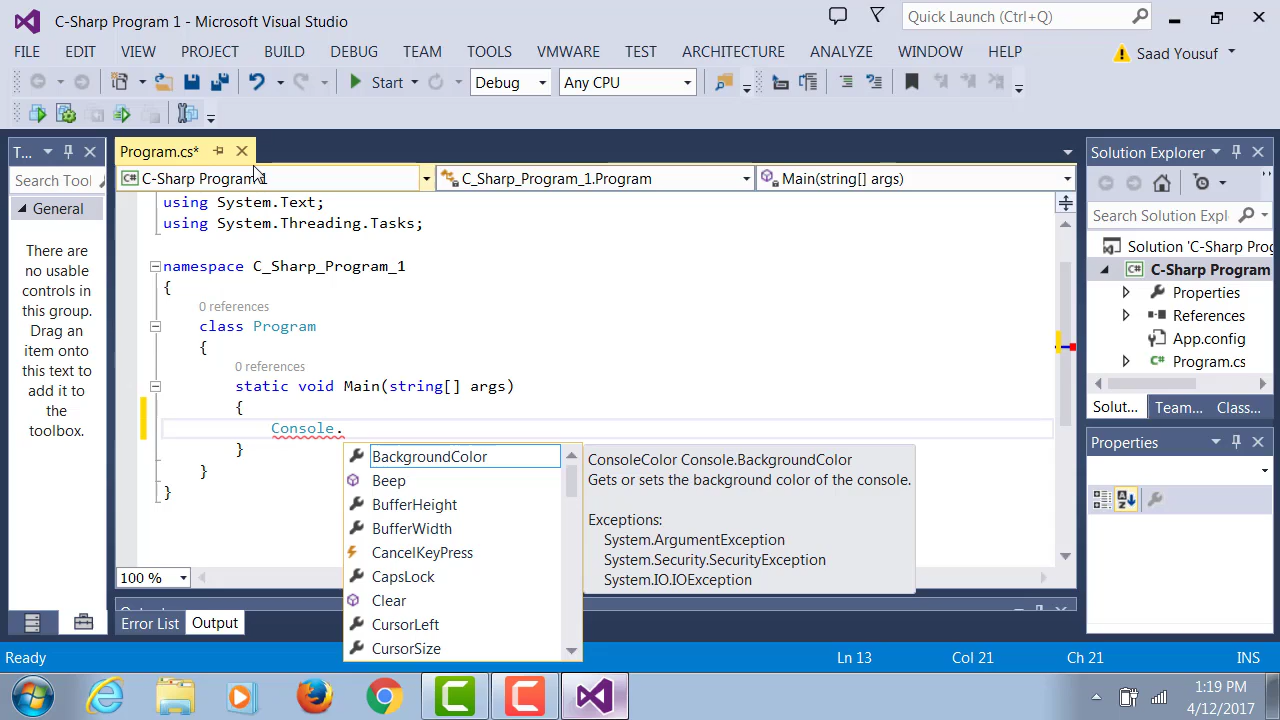 C-Sharp Program 1 - Microsoft Visual Studio
Quick Launch (Ctrl+Q)
FILE EDIT VIEW PROJECT BUILD DEBUG TEAM TOOLS VMWARE TEST ARCHITECTURE ANALYZE WINDOW HELP Saad Yousuf
Start Debug Any CPU
T...
Search Tool
General
There are
no usable
controls in
this group.
Drag an
item onto
this text to
add it to
the
toolbox.
Program.cs*
C-Sharp Program 1 C_Sharp_Program_1.Program Main(string[] args)
using System.Text;
using System.Threading.Tasks;
namespace C_Sharp_Program_1
{
0 references
class Program
{
0 references
static void Main(string[] args)
{
Console.
}
}
}
BackgroundColor
Beep
BufferHeight
BufferWidth
CancelKeyPress
CapsLock
Clear
CursorLeft
CursorSize
ConsoleColor Console.BackgroundColor
Gets or sets the background color of the console.
Exceptions:
System.ArgumentException
System.Security.SecurityException
System.IO.IOException
100 %
Error List Output
Solution Explorer
Search Solution Expl
Solution 'C-Sharp Prog
C-Sharp Program
Properties
References
App.config
Program.cs
Solut... Team... Class...
Properties
Ready Ln 13 Col 21 Ch 21 INS
1:19 PM
4/12/2017